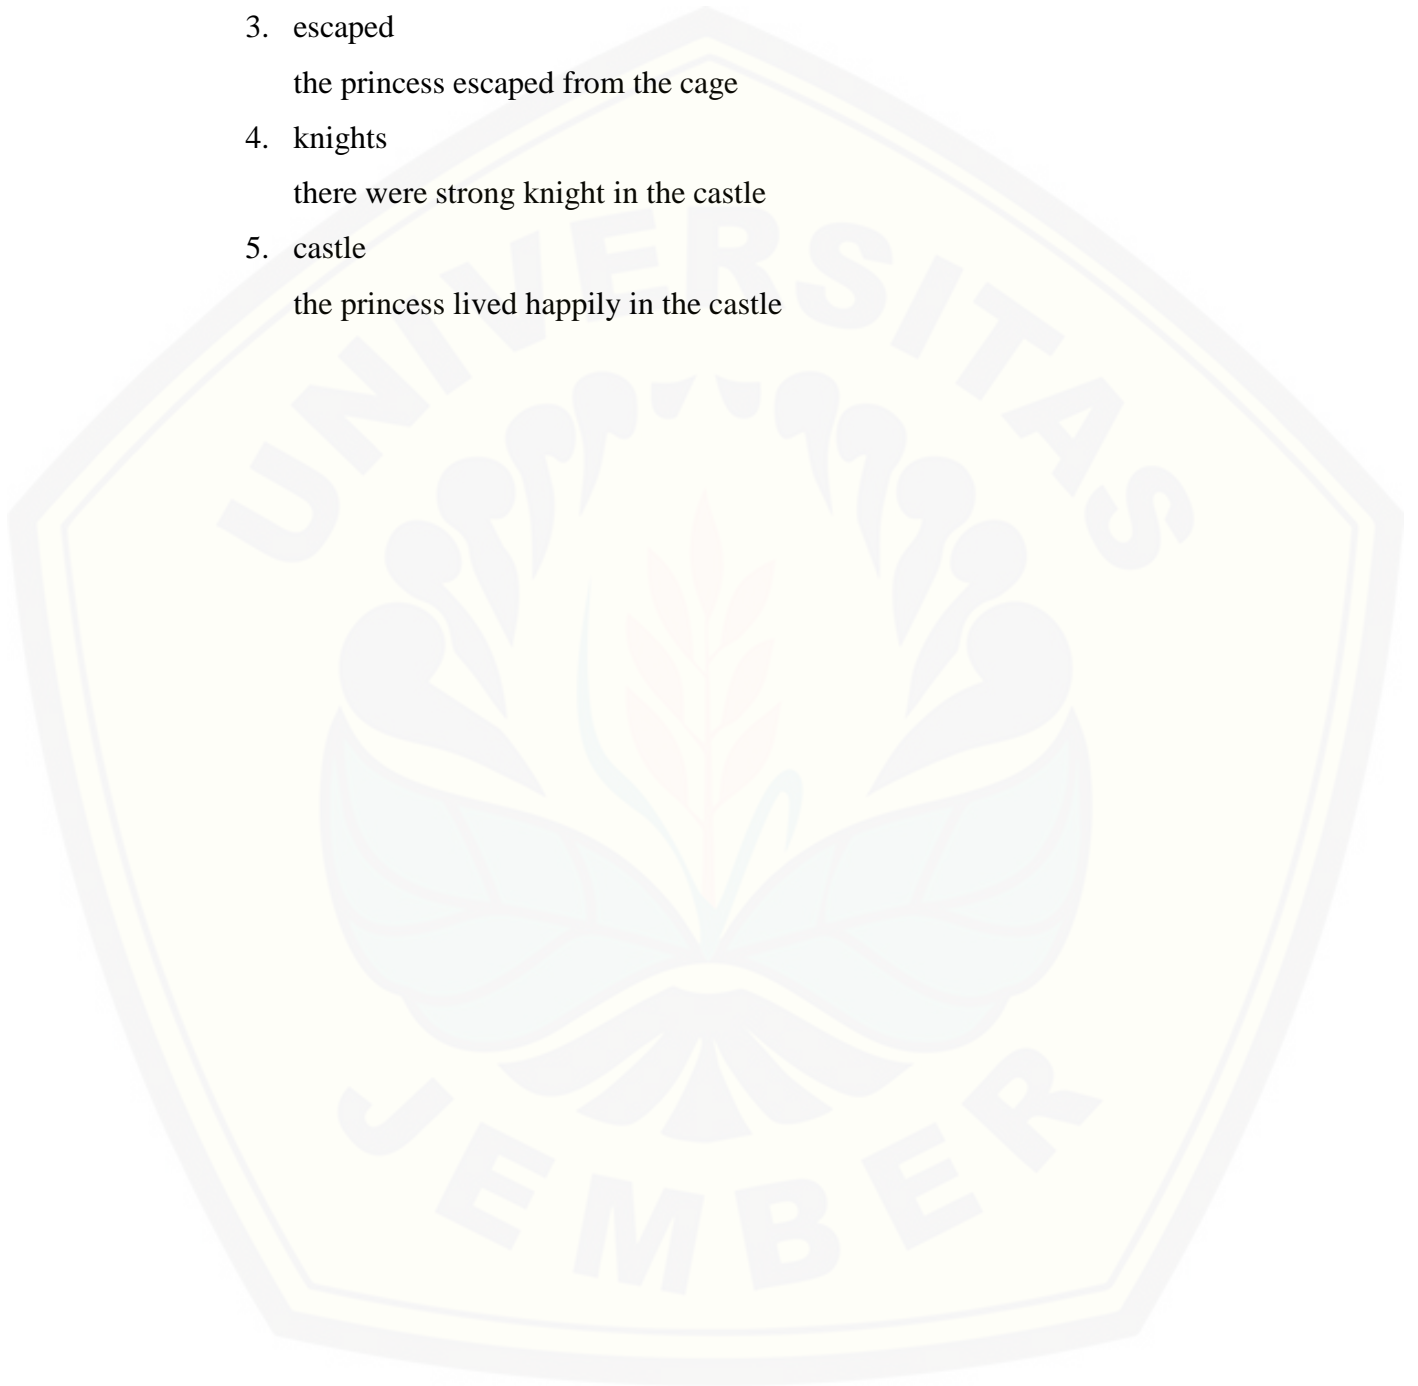 3. escaped
the princess escaped from the cage
4. knights
there were strong knight in the castle
5. castle
the princess lived happily in the castle
UNIVERSITAS
JEMBER